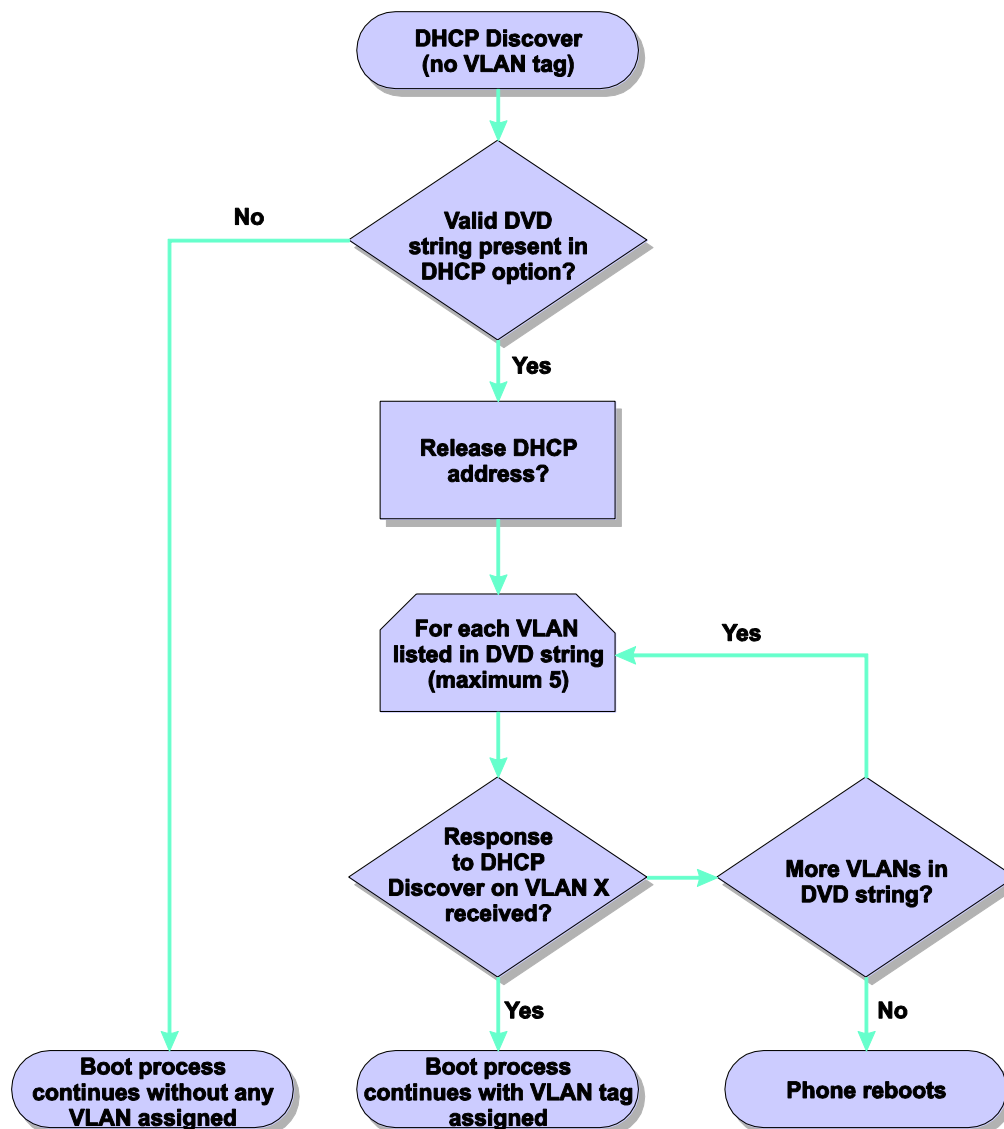 DHCP Discover
(no VLAN tag)
No
Valid DVD
string present in
DHCP option?
Yes
Release DHCP
address?
For each VLAN
listed in DVD string
(maximum 5)
Yes
Response
to DHCP
Discover on VLAN X
received?
More VLANs in
DVD string?
Yes
No
Boot process
continues without any
VLAN assigned
Boot process
continues with VLAN tag
assigned
Phone reboots